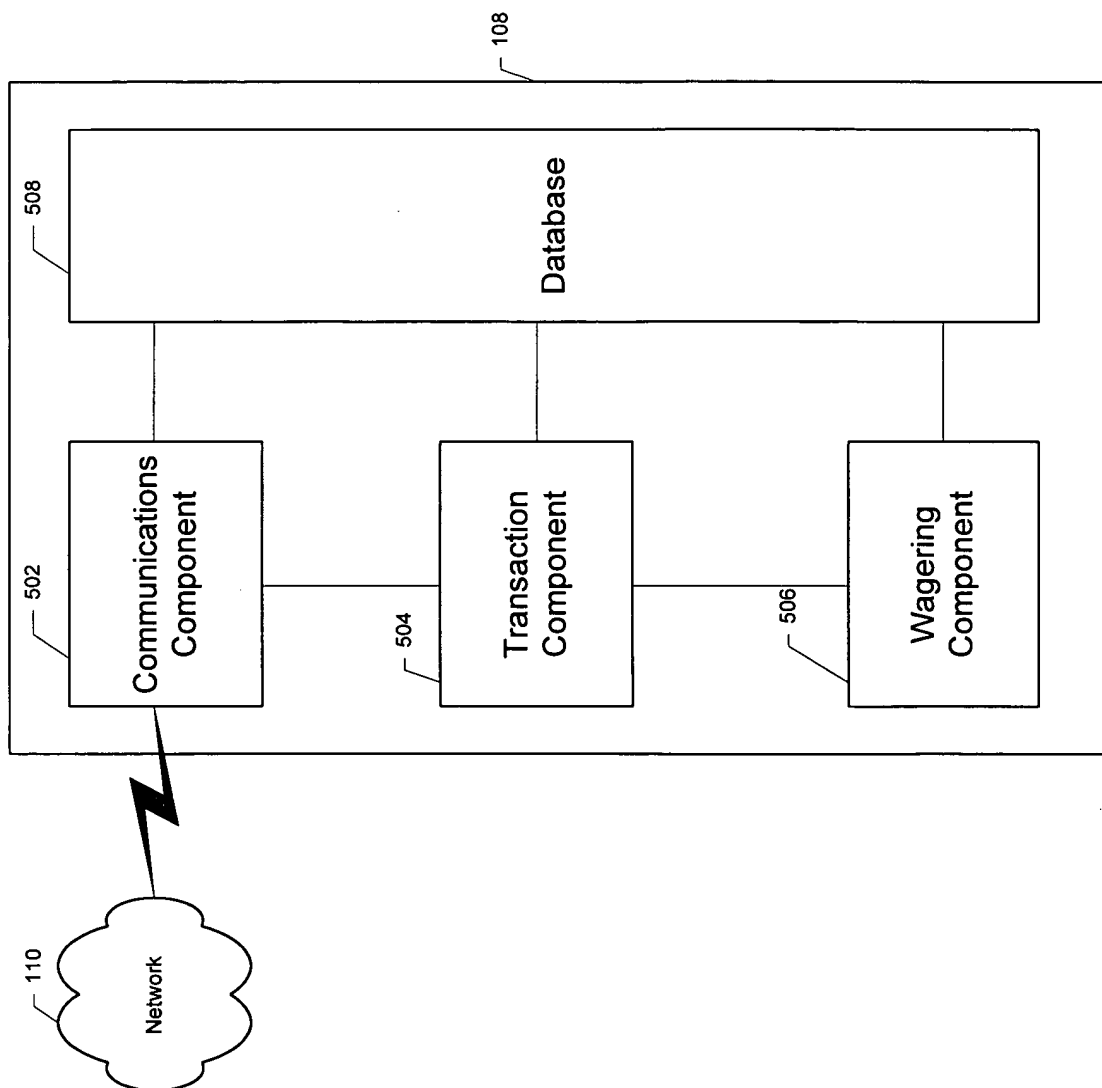 108
508
Database
502
Communications
Component
504
Transaction
Component
506
Wagering
Component
110
Network